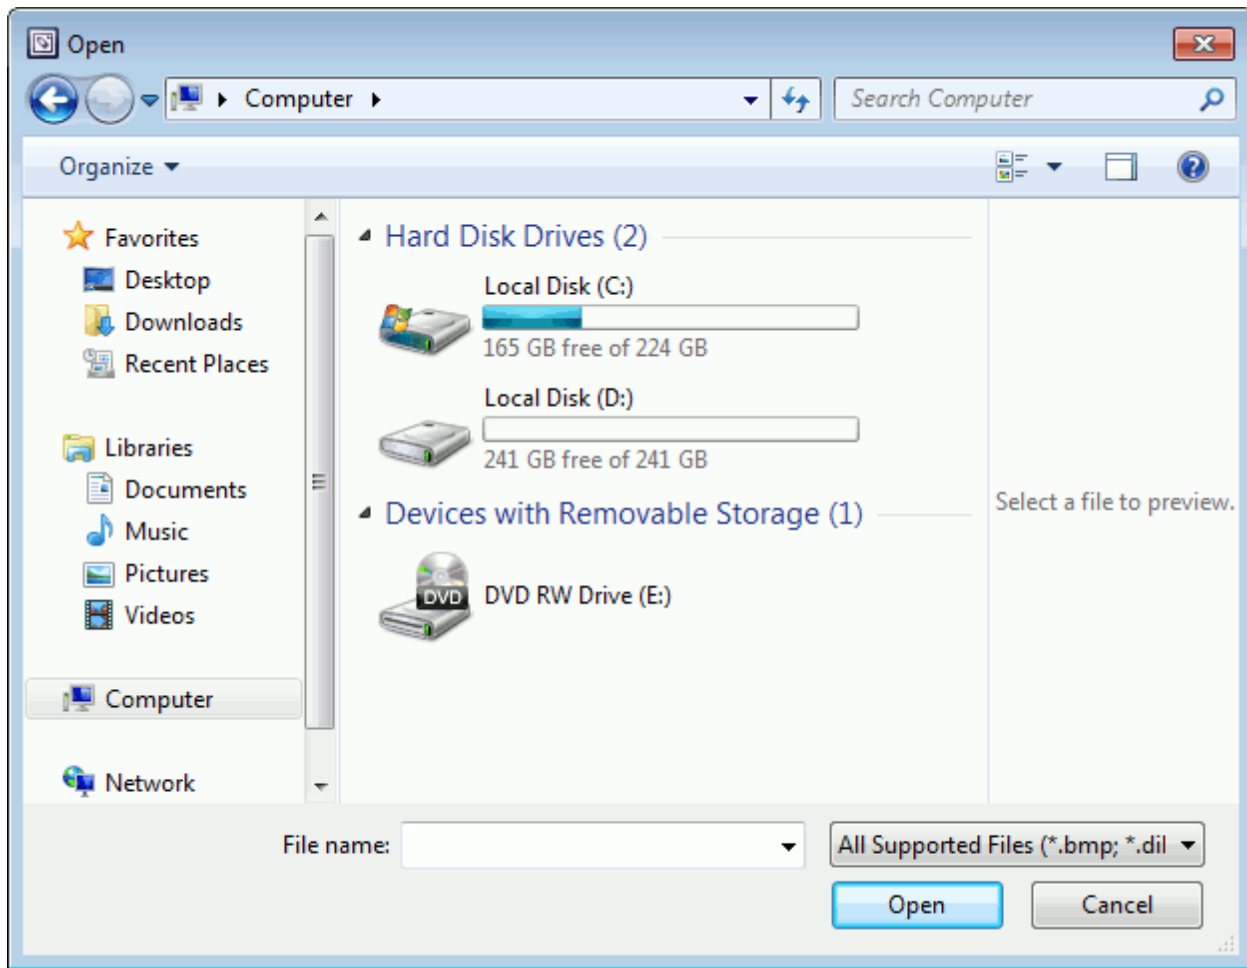 Open
Computer
Search Computer
Organize
Favorites
Desktop
Downloads
Recent Places
Libraries
Documents
Music
Pictures
Videos
Computer
Network
Hard Disk Drives (2)
Local Disk (C:)
165 GB free of 224 GB
Local Disk (D:)
241 GB free of 241 GB
Devices with Removable Storage (1)
DVD
DVD RW Drive (E:)
Select a file to preview.
File name:
All Supported Files (*.bmp; *.dil
Open
Cancel